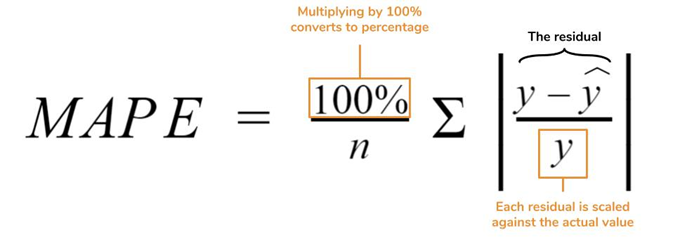 Multiplying by 100%
converts to percentage
The residual
MAPE = 100% / n Σ | y − ŷ / y |
Each residual is scaled
against the actual value